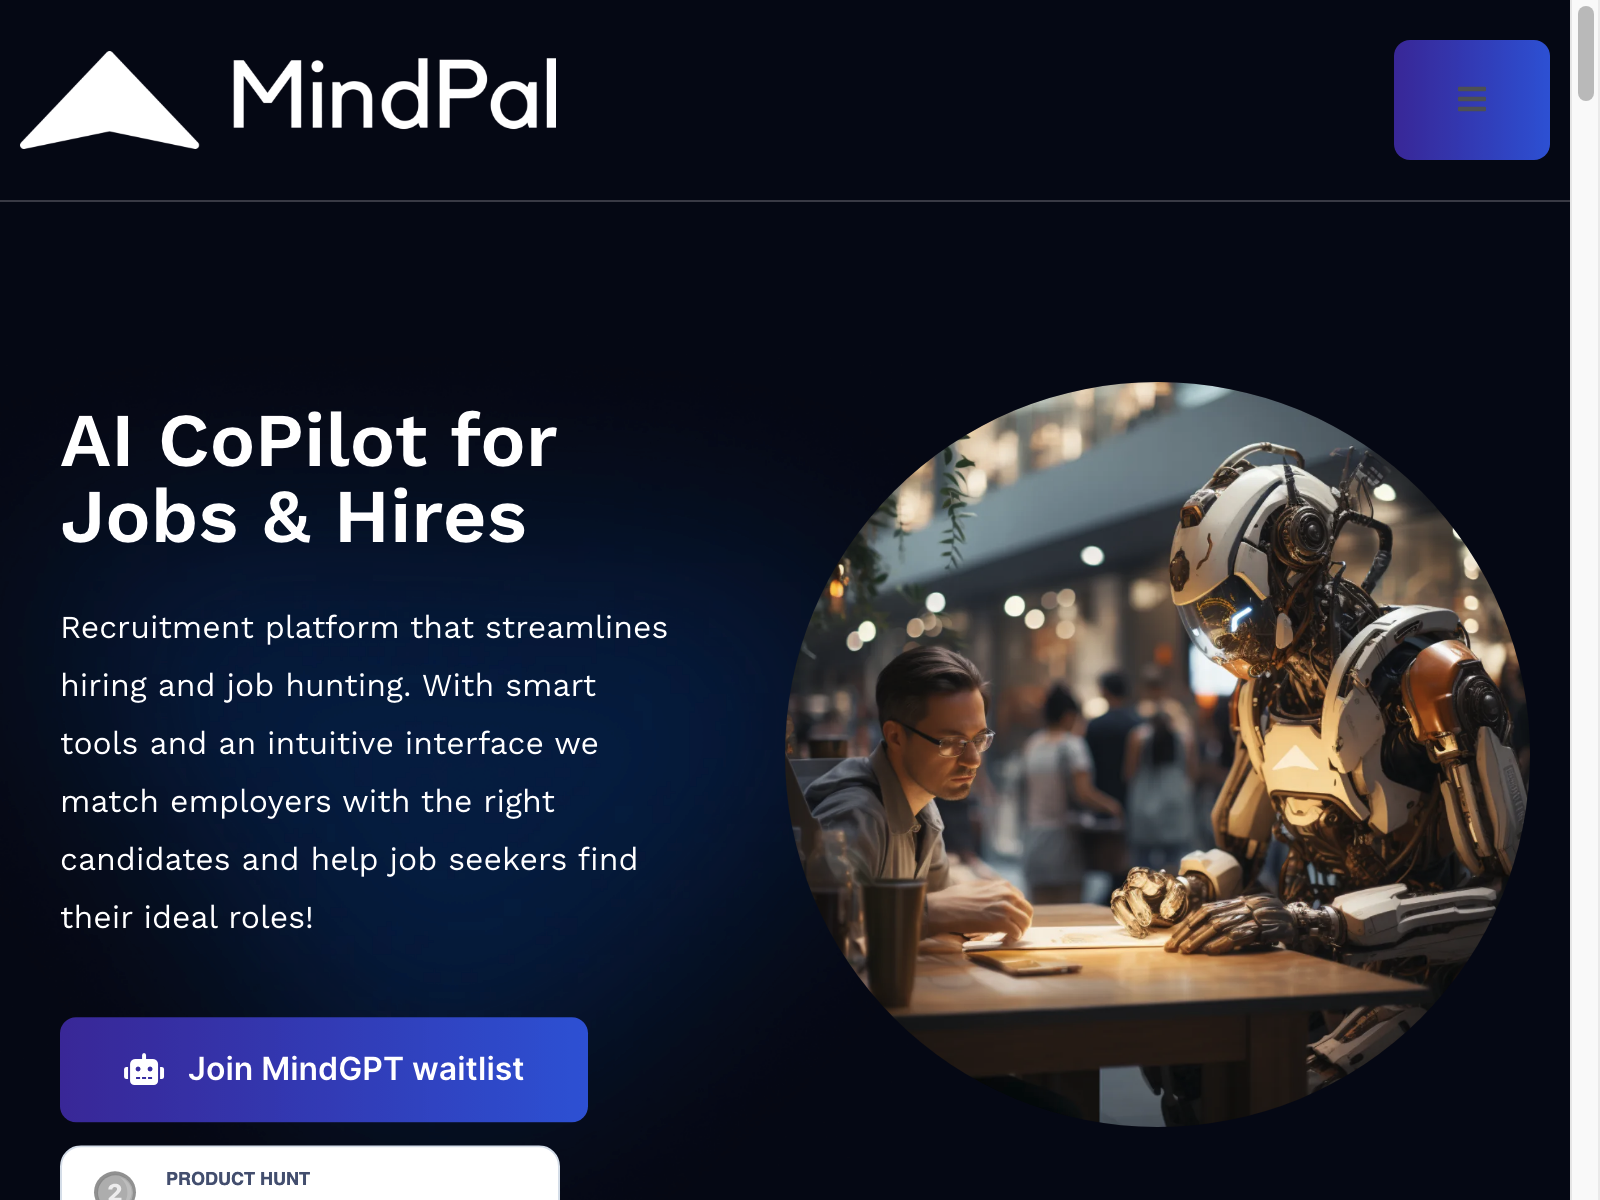 MindPal
AI CoPilot for
Jobs & Hires
Recruitment platform that streamlines
hiring and job hunting. With smart
tools and an intuitive interface we
match employers with the right
candidates and help job seekers find
their ideal roles!
Join MindGPT waitlist
PRODUCT HUNT
2